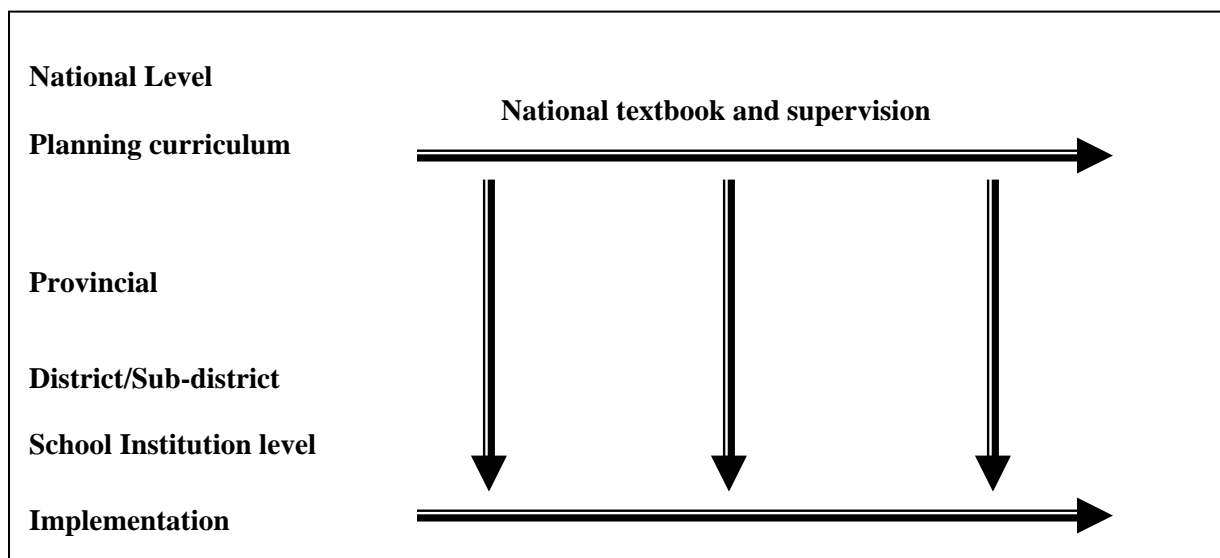 National Level
National textbook and supervision
Planning curriculum
Provincial
District/Sub-district
School Institution level
Implementation